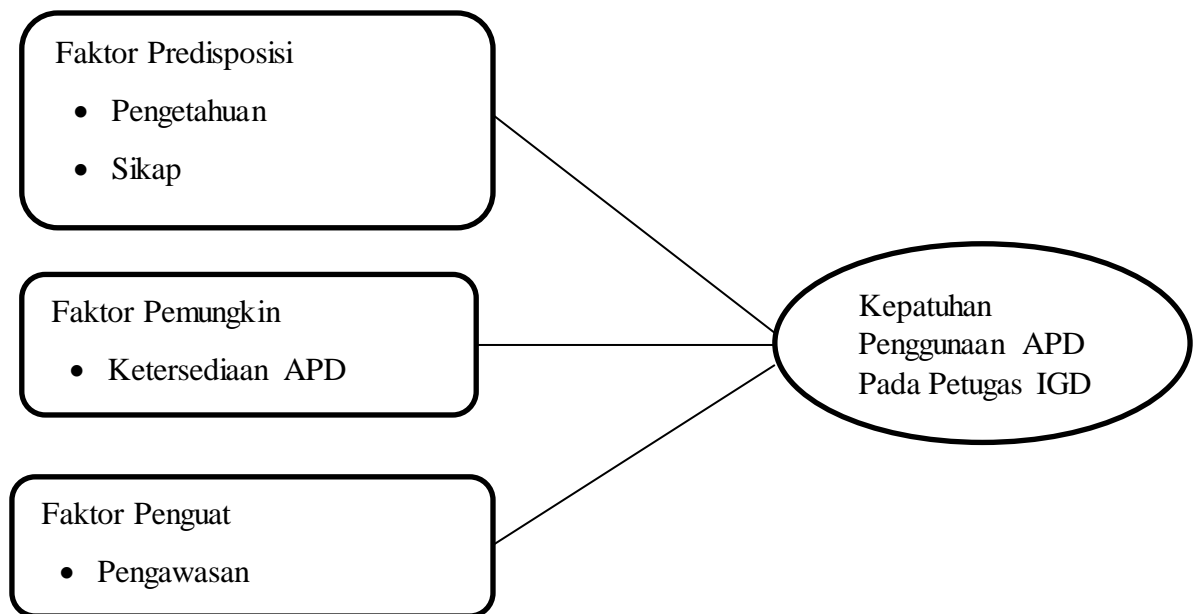 Faktor Predisposisi
• Pengetahuan
• Sikap
Faktor Pemungkin
• Ketersediaan APD
Faktor Penguat
• Pengawasan
Kepatuhan
Penggunaan APD
Pada Petugas IGD